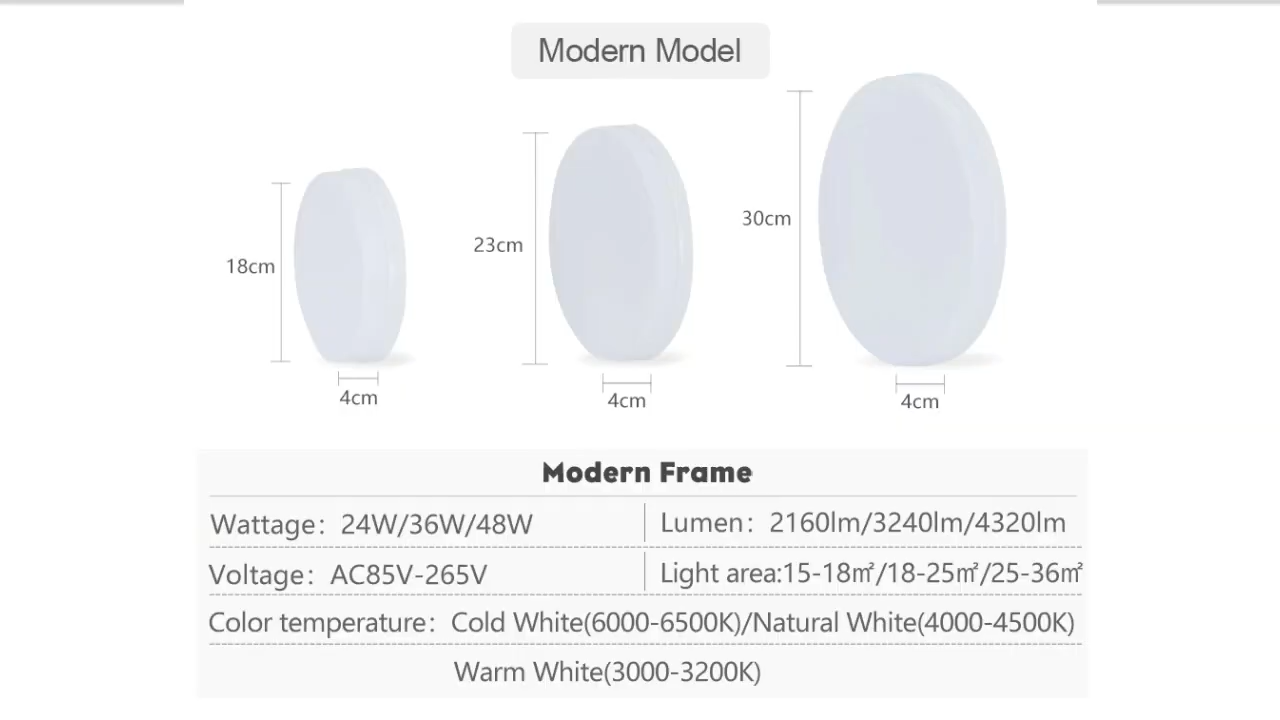 Modern Model
30cm
23cm
18cm
4cm
4cm
4cm
Modern Frame
Wattage： 24W/36W/48W
Lumen： 2160lm/3240lm/4320lm
Voltage： AC85V-265V
Light area:15-18㎡/18-25㎡/25-36㎡
Color temperature： Cold White(6000-6500K)/Natural White(4000-4500K)
Warm White(3000-3200K)